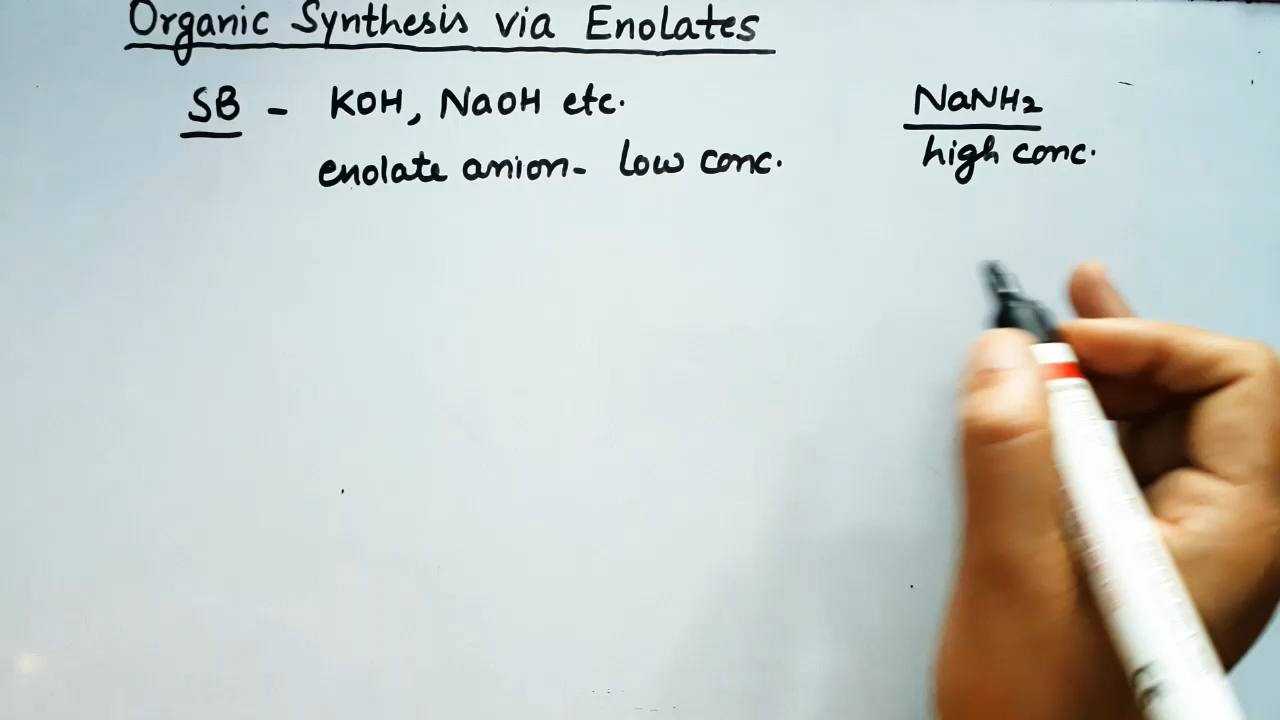 Organic Synthesis via Enolates
SB - KOH, NaOH etc.
enolate anion - low conc.
NaNH2
high conc.